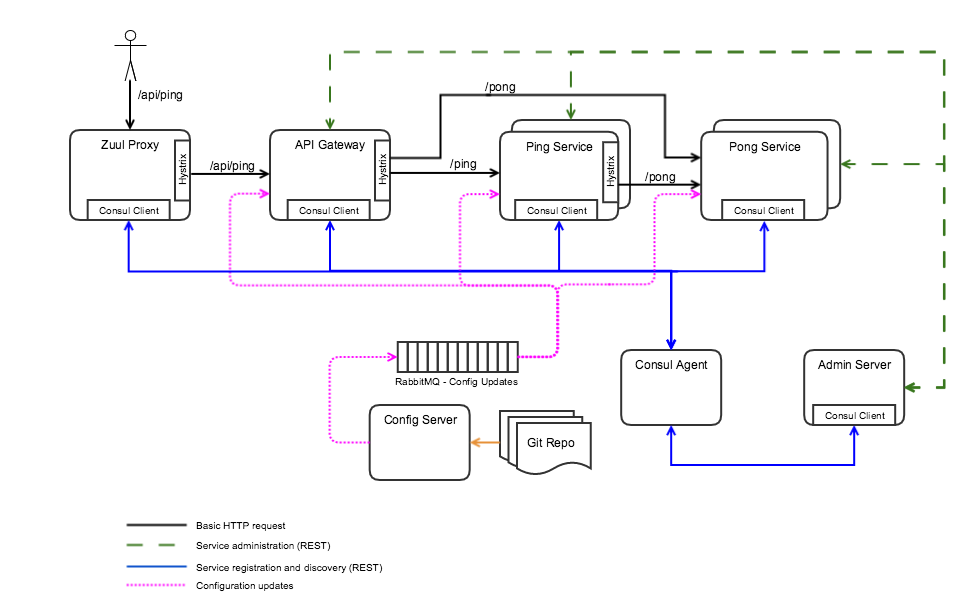 /api/ping
Zuul Proxy
Hystrix
Consul Client
/api/ping
API Gateway
Hystrix
Consul Client
/pong
/ping
Ping Service
Hystrix
Consul Client
/pong
Pong Service
Consul Client
RabbitMQ - Config Updates
Config Server
Git Repo
Consul Agent
Admin Server
Consul Client
Basic HTTP request
Service administration (REST)
Service registration and discovery (REST)
Configuration updates